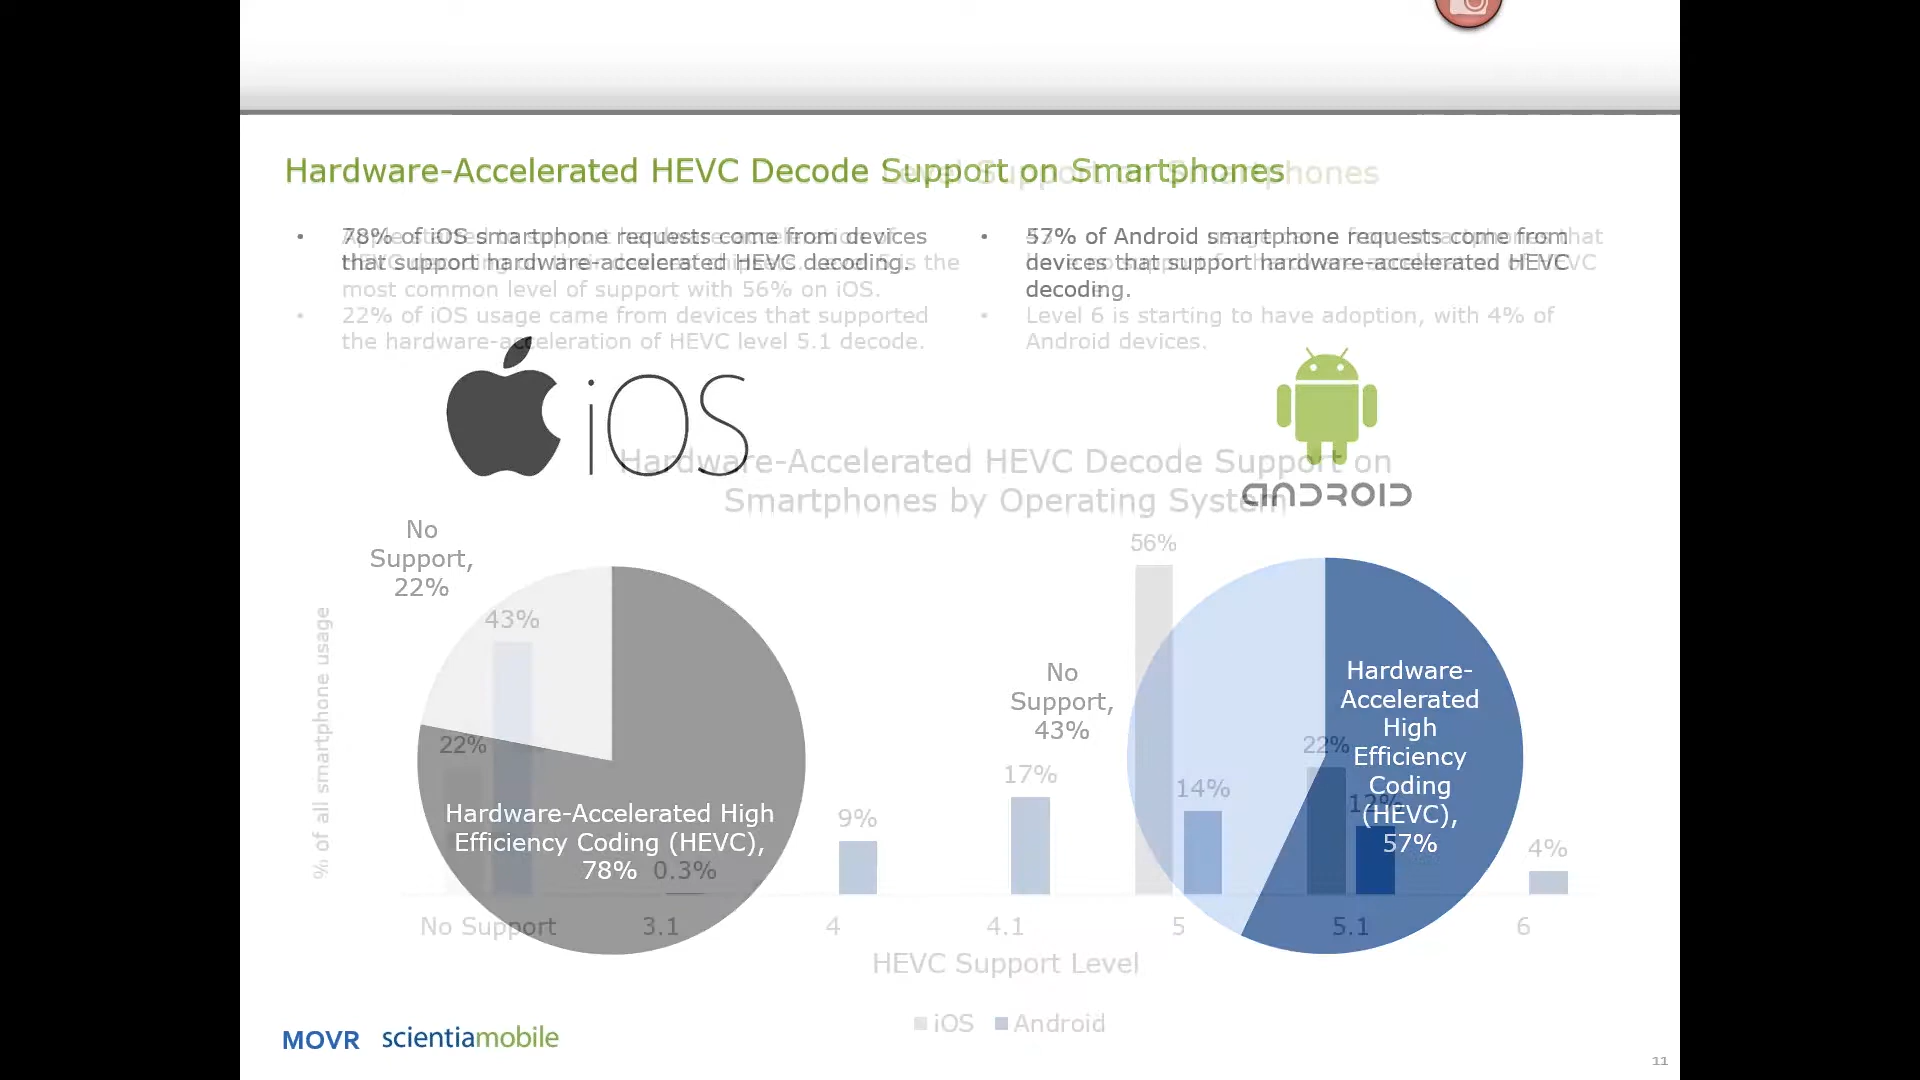 Hardware-Accelerated HEVC Decode Support on Smartphones
Level Support on Smartphones
• 78% of iOS smartphone requests come from devices
that support hardware-accelerated HEVC decoding.
most common level of support with 56% on iOS.
• 22% of iOS usage came from devices that supported
the hardware-acceleration of HEVC level 5.1 decode.
• 57% of Android smartphone requests come from
devices that support hardware-accelerated HEVC
decoding.
• Level 6 is starting to have adoption, with 4% of
Android devices.
iOS
ANDROID
Hardware-Accelerated HEVC Decode Support on
Smartphones by Operating System
No
Support,
22%
Hardware-Accelerated High
Efficiency Coding (HEVC),
78%
No
Support,
43%
Hardware-
Accelerated
High
Efficiency
Coding
(HEVC),
57%
% of all smartphone usage
22%
43%
0.3%
9%
17%
56%
14%
22%
12%
4%
No Support
3.1
4
4.1
5
5.1
6
HEVC Support Level
iOS
Android
MOVR
scientiamobile
11